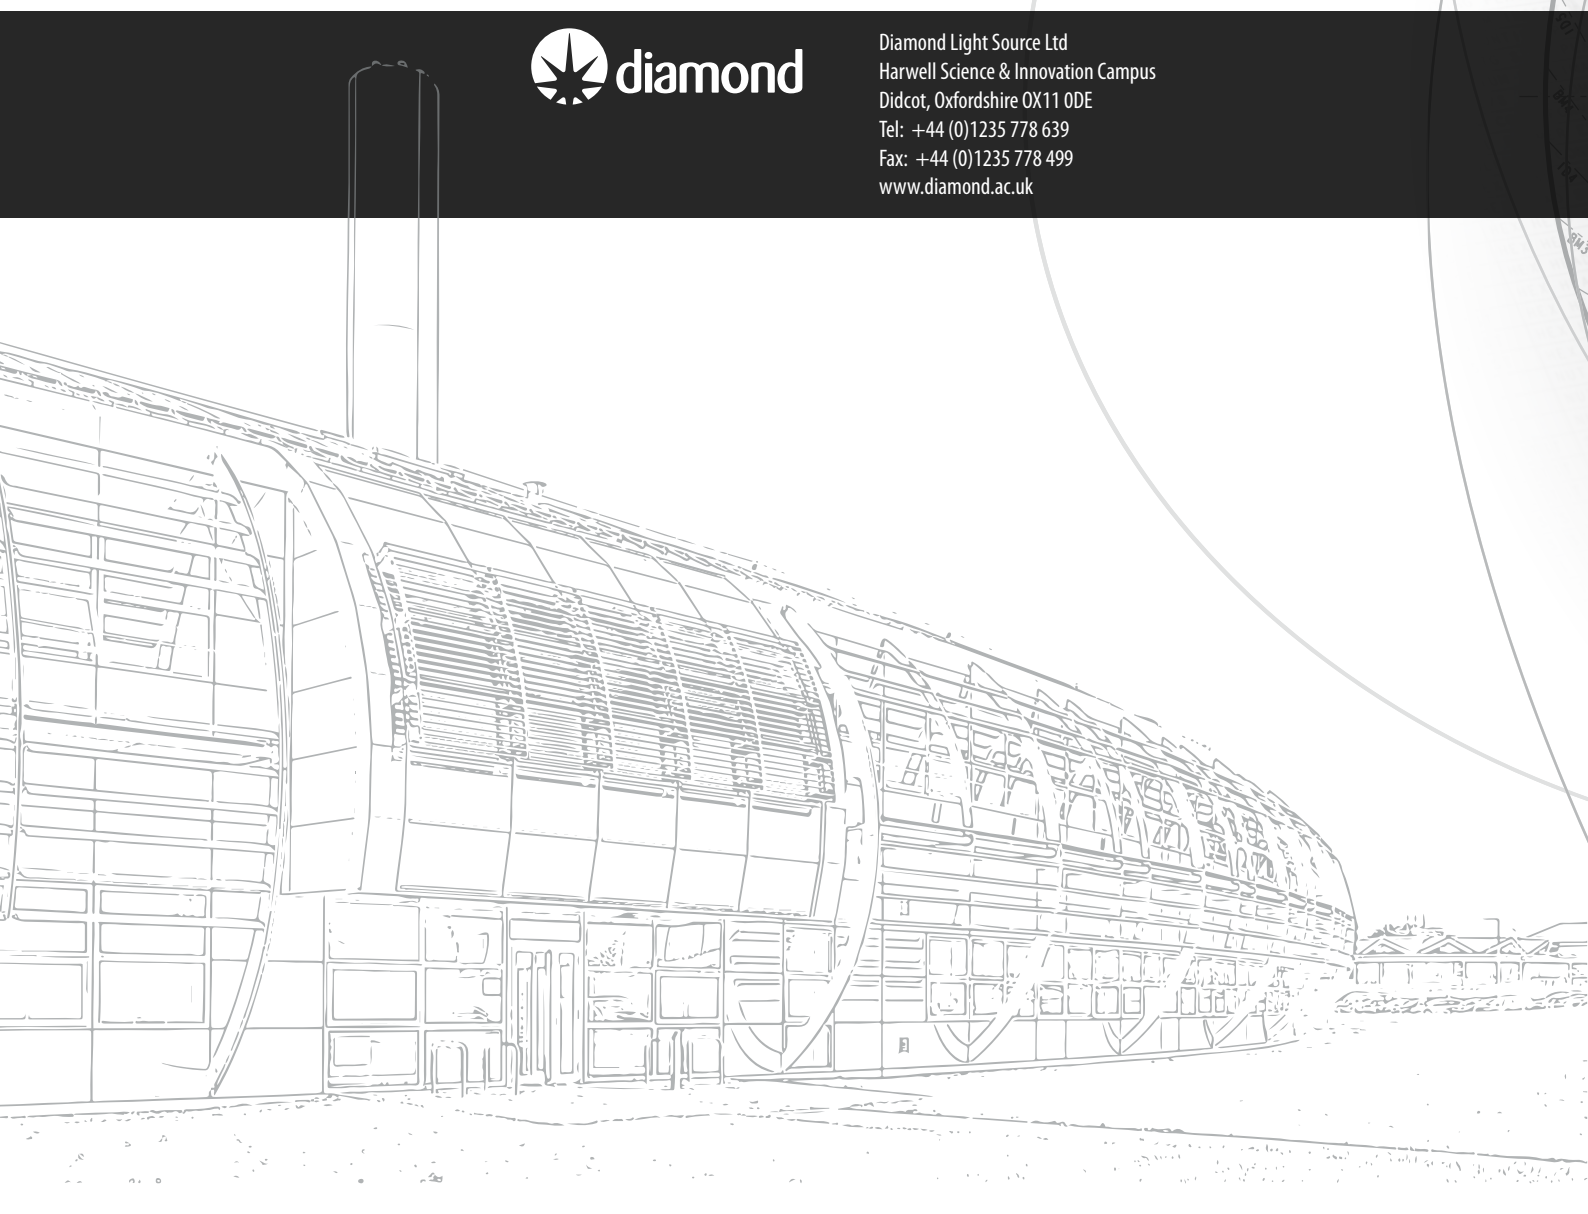 diamond
Diamond Light Source Ltd
Harwell Science & Innovation Campus
Didcot, Oxfordshire OX11 0DE
Tel: +44 (0)1235 778 639
Fax: +44 (0)1235 778 499
www.diamond.ac.uk